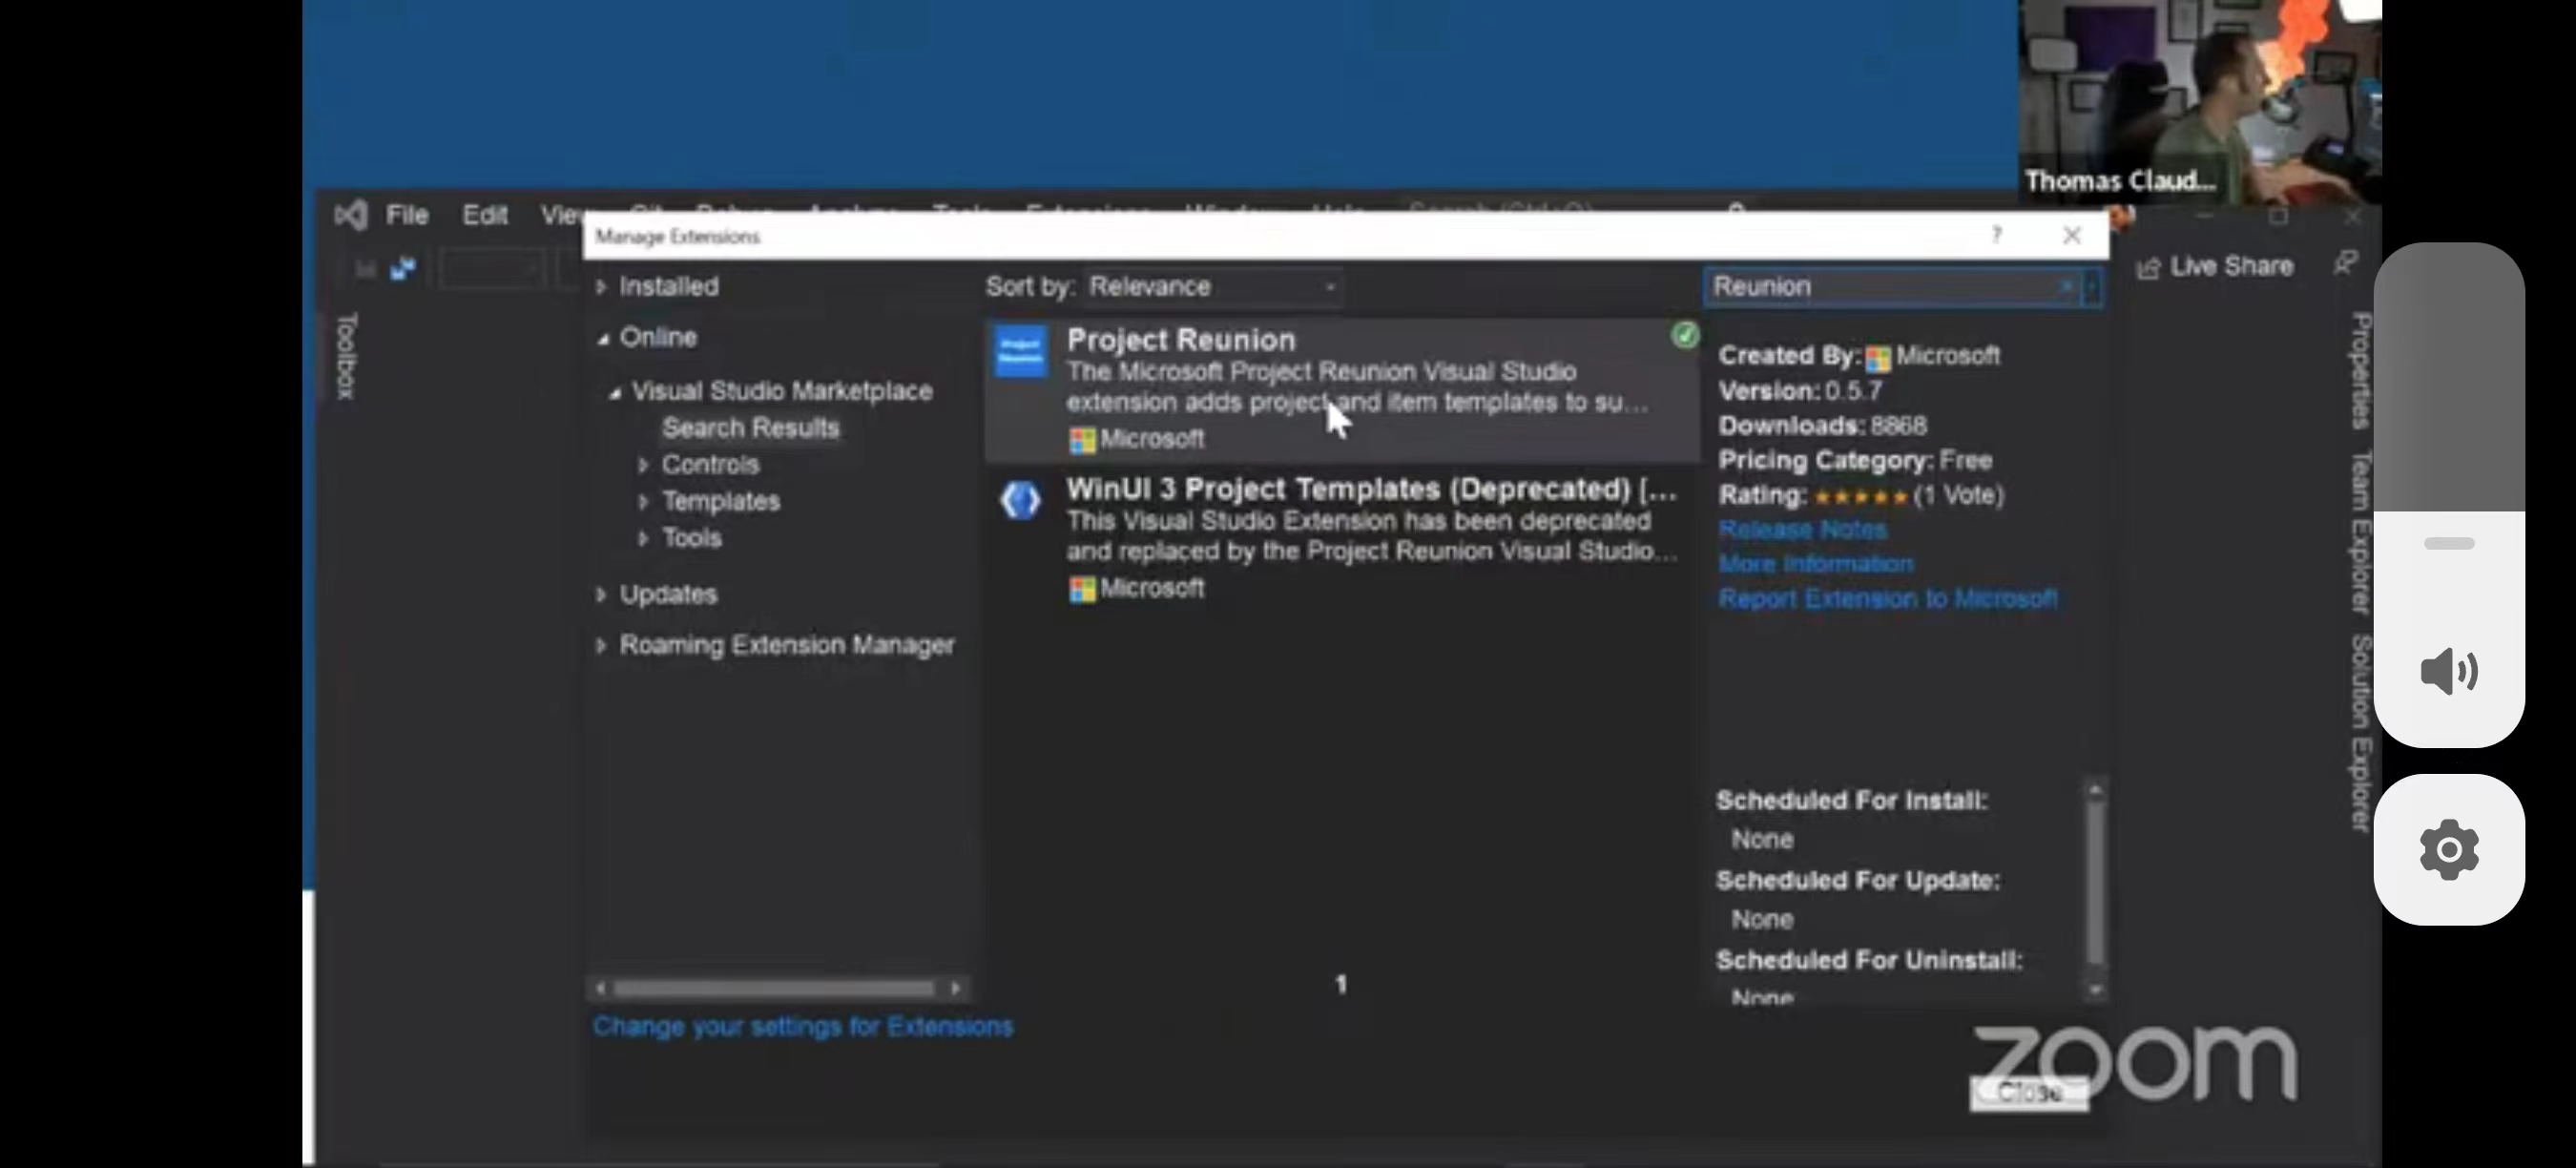 Thomas Claud...
File Edit View
Manage Extensions ?
Live Share
Installed
Sort by: Relevance
Reunion
Toolbox
Online
Visual Studio Marketplace
Search Results
Controls
Templates
Tools
Updates
Roaming Extension Manager
Project Reunion
The Microsoft Project Reunion Visual Studio
extension adds project and item templates to su...
Microsoft
WinUI 3 Project Templates (Deprecated) [...
This Visual Studio Extension has been deprecated
and replaced by the Project Reunion Visual Studio...
Microsoft
1
Created By: Microsoft
Version: 0.5.7
Downloads: 8868
Pricing Category: Free
Rating: ★★★★★ (1 Vote)
Release Notes
More Information
Report Extension to Microsoft
Scheduled For Install:
None
Scheduled For Update:
None
Scheduled For Uninstall:
None
Properties
Team Explorer
Solution Explorer
Change your settings for Extensions
zoom
Close